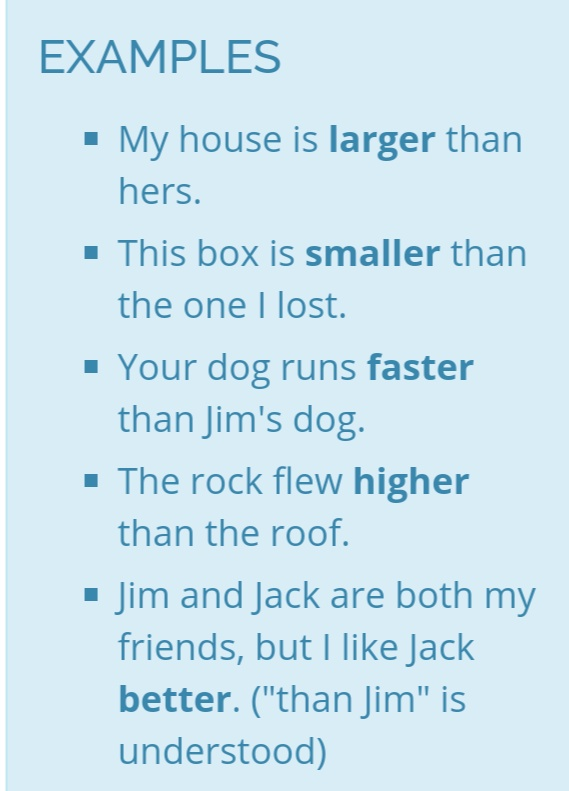 EXAMPLES
▪ My house is larger than
hers.
▪ This box is smaller than
the one I lost.
▪ Your dog runs faster
than Jim's dog.
▪ The rock flew higher
than the roof.
▪ Jim and Jack are both my
friends, but I like Jack
better. ("than Jim" is
understood)